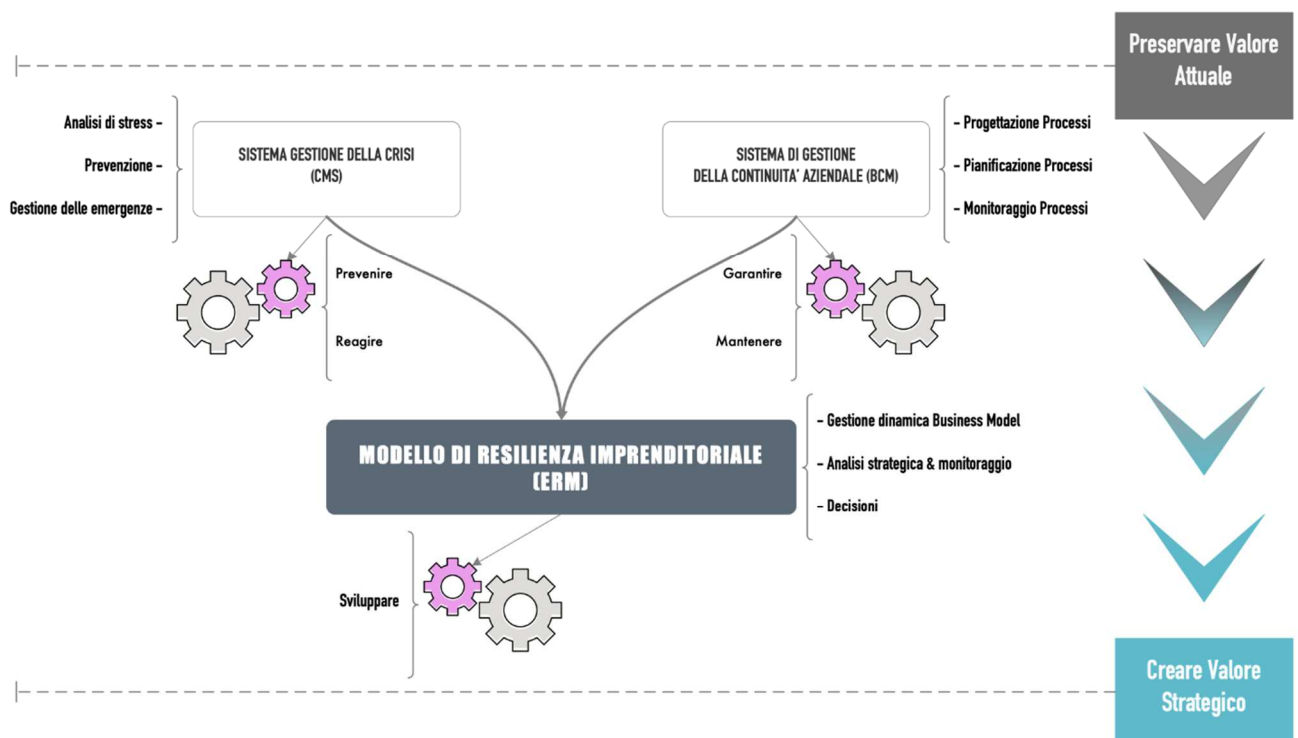 Preservare Valore
Attuale
Analisi di stress –
Prevenzione –
Gestione delle emergenze –
SISTEMA GESTIONE DELLA CRISI
(CMS)
SISTEMA DI GESTIONE
DELLA CONTINUITA' AZIENDALE (BCM)
– Progettazione Processi
– Pianificazione Processi
– Monitoraggio Processi
Prevenire
Reagire
Garantire
Mantenere
MODELLO DI RESILIENZA IMPRENDITORIALE
(ERM)
– Gestione dinamica Business Model
– Analisi strategica & monitoraggio
– Decisioni
Sviluppare
Creare Valore
Strategico